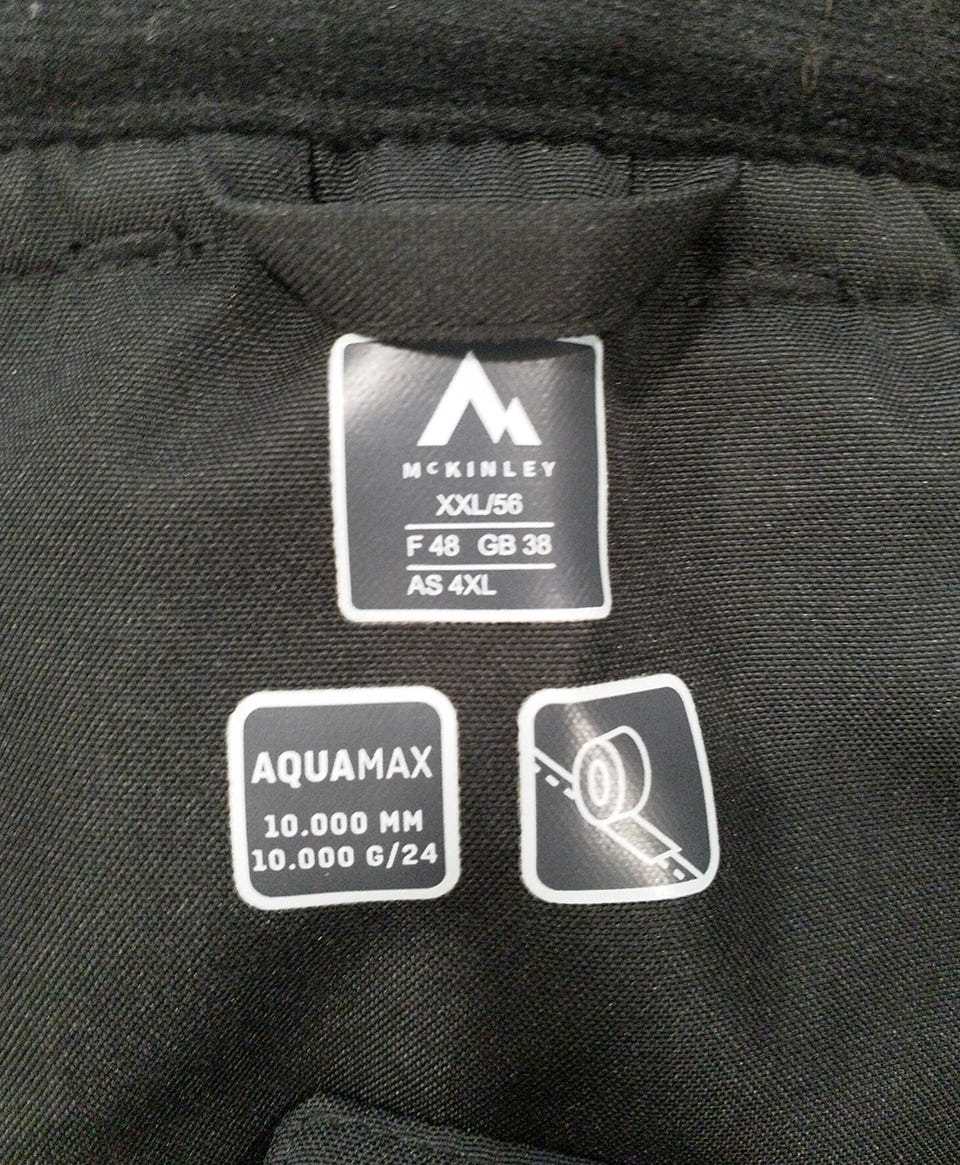 McKINLEY
XXL/56
F 48 GB 38
AS 4XL
AQUAMAX
10.000 MM
10.000 G/24